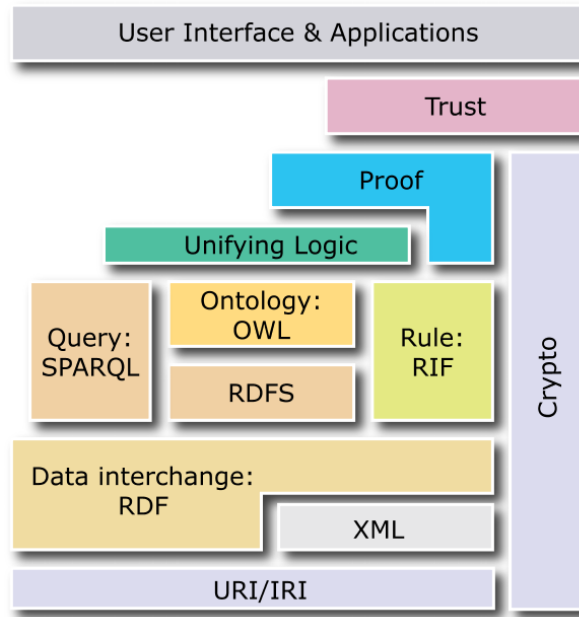 User Interface & Applications
Trust
Proof
Unifying Logic
Query:
SPARQL
Ontology:
OWL
RDFS
Rule:
RIF
Crypto
Data interchange:
RDF
XML
URI/IRI